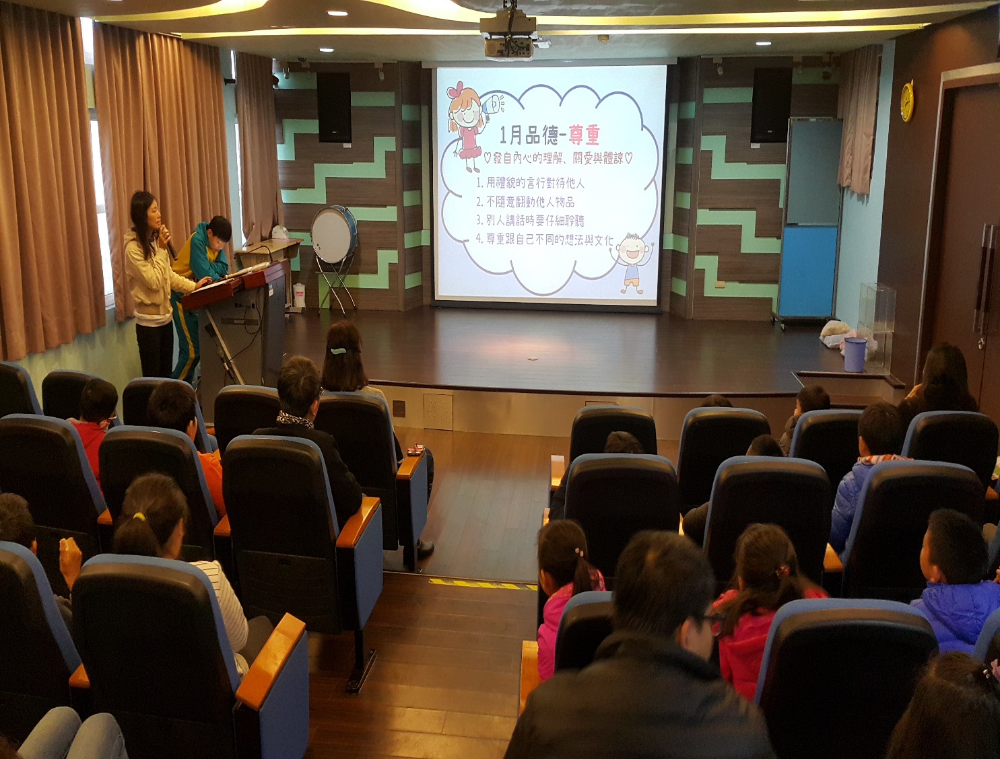 1月品德-尊重
♡發自內心的理解、關愛與體諒♡
1. 用禮貌的言行對待他人
2. 不隨意翻動他人物品
3. 別人講話時要仔細聆聽
4. 尊重跟自己不同的想法與文化